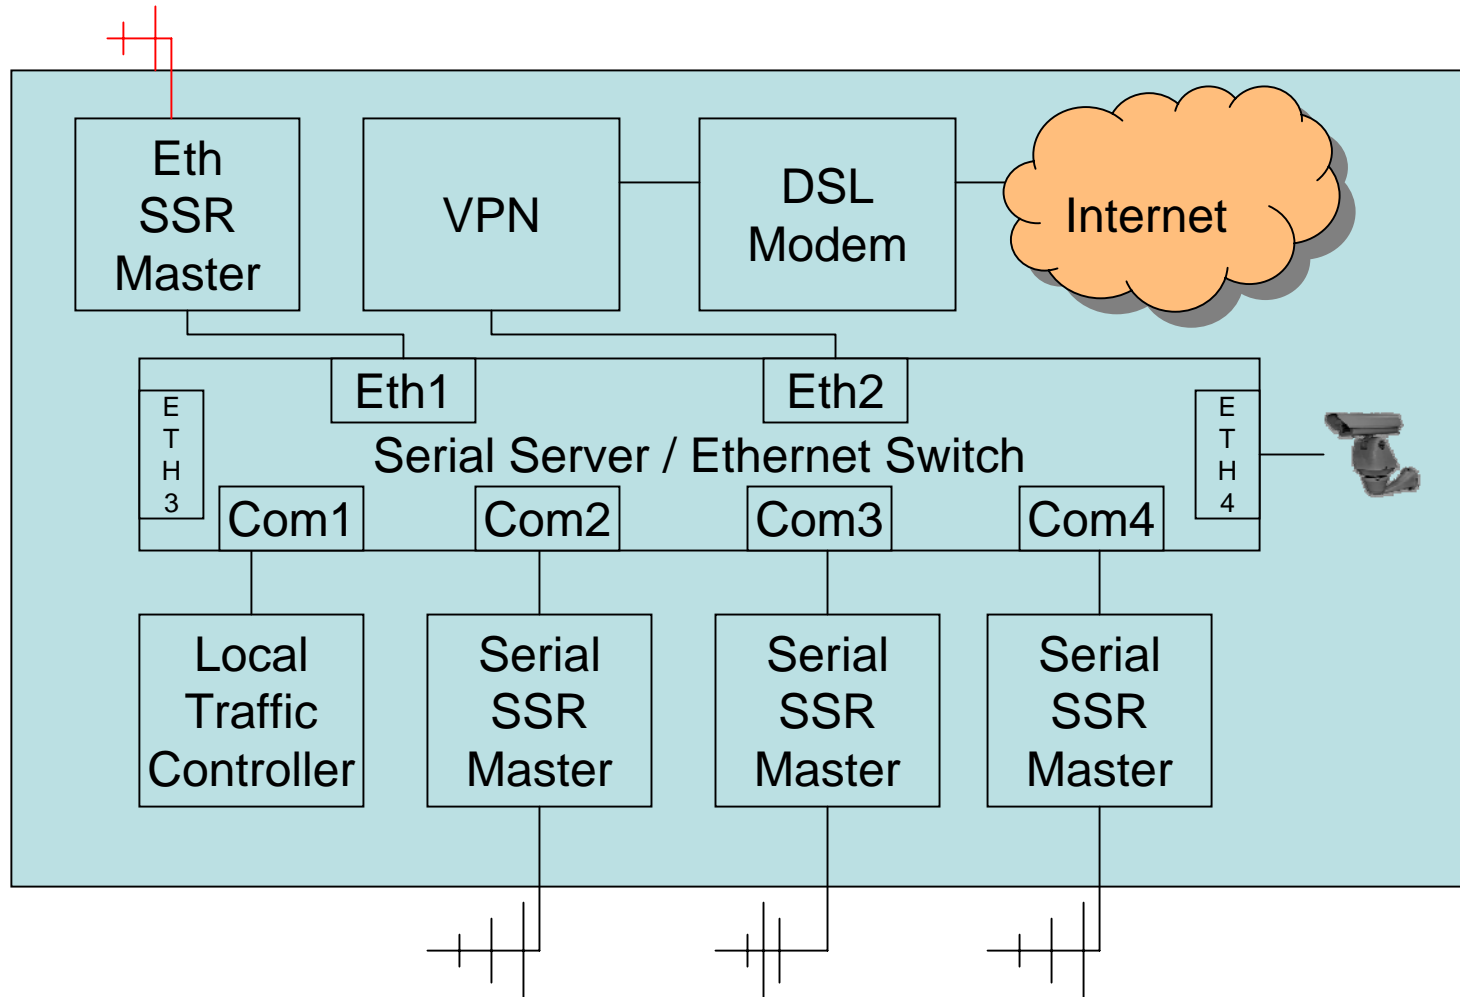 Eth
SSR
Master
VPN
DSL
Modem
Internet
Eth1
Eth2
E
T
H
3
E
T
H
4
Serial Server / Ethernet Switch
Com1
Com2
Com3
Com4
Local
Traffic
Controller
Serial
SSR
Master
Serial
SSR
Master
Serial
SSR
Master